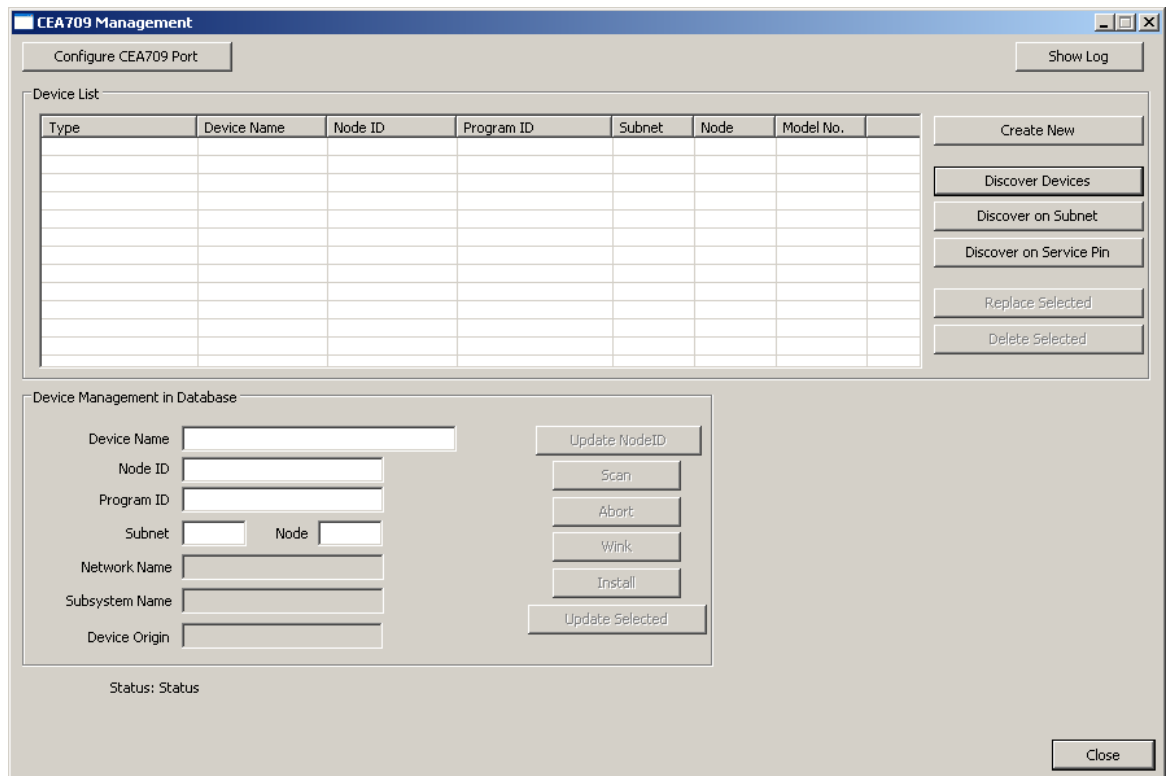 CEA709 Management
Configure CEA709 Port
Show Log
Device List
Type Device Name Node ID Program ID Subnet Node Model No.
Create New
Discover Devices
Discover on Subnet
Discover on Service Pin
Replace Selected
Delete Selected
Device Management in Database
Device Name
Node ID
Program ID
Subnet Node
Network Name
Subsystem Name
Device Origin
Update NodeID
Scan
Abort
Wink
Install
Update Selected
Status: Status
Close